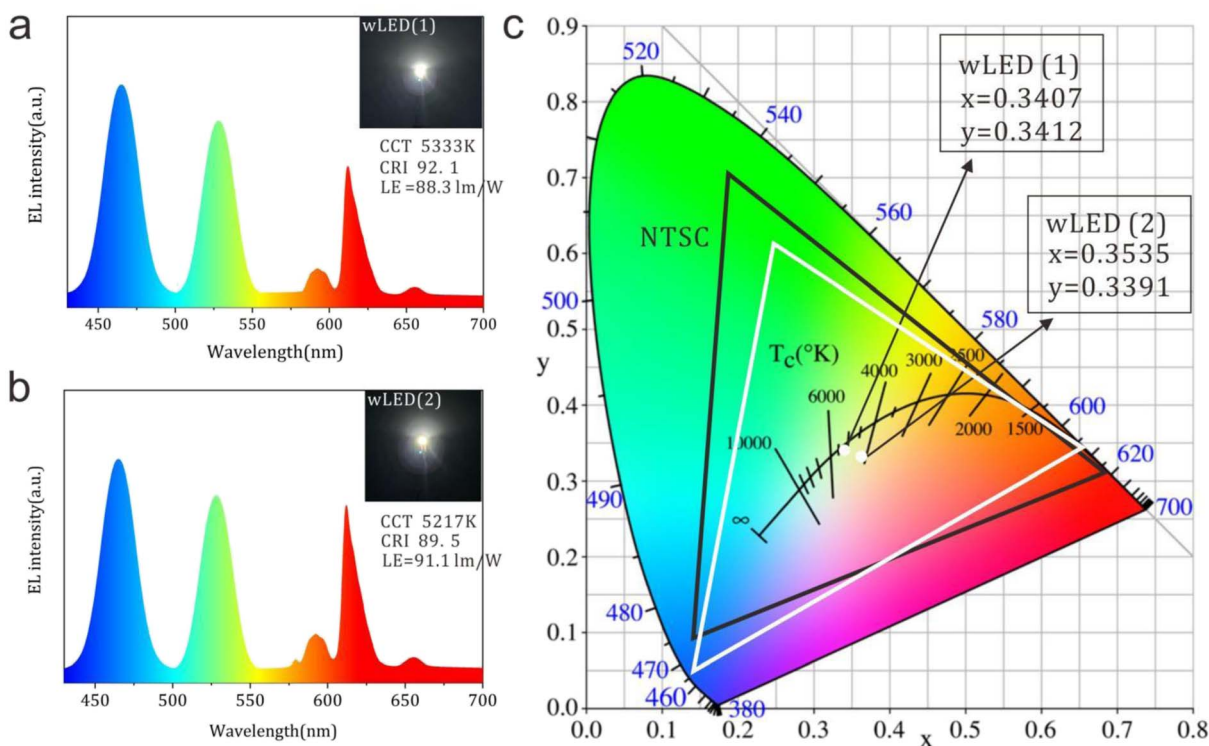 a
wLED(1)
CCT 5333K
CRI 92. 1
LE =88.3 lm/W
EL intensity(a.u.)
450 500 550 600 650 700
Wavelength(nm)
b
wLED(2)
CCT 5217K
CRI 89. 5
LE=91.1 lm/W
EL intensity(a.u.)
450 500 550 600 650 700
Wavelength(nm)
c
wLED (1)
x=0.3407
y=0.3412
wLED (2)
x=0.3535
y=0.3391
NTSC
Tc(°K)
∞
10000
6000
4000
3000
2500
2000
1500
380
460
470
480
490
500
520
540
560
580
600
620
700
y
0.9
0.8
0.7
0.6
0.5
0.4
0.3
0.2
0.1
0.0
0.0 0.1 0.2 0.3 0.4 0.5 0.6 0.7 0.8
x